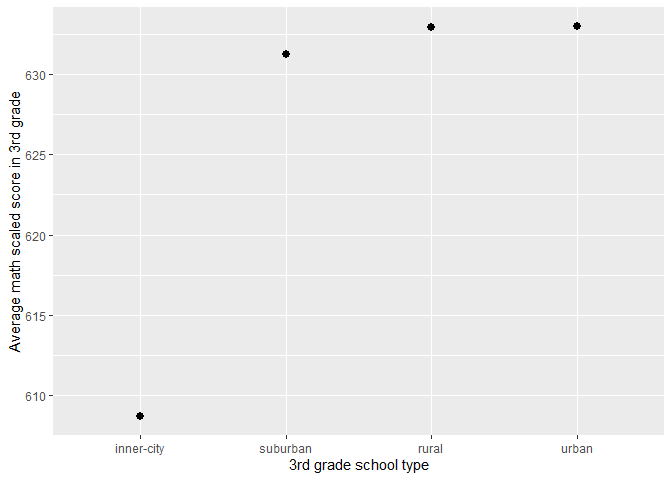 Average math scaled score in 3rd grade
630
625
620
615
610
inner-city
suburban
rural
urban
3rd grade school type